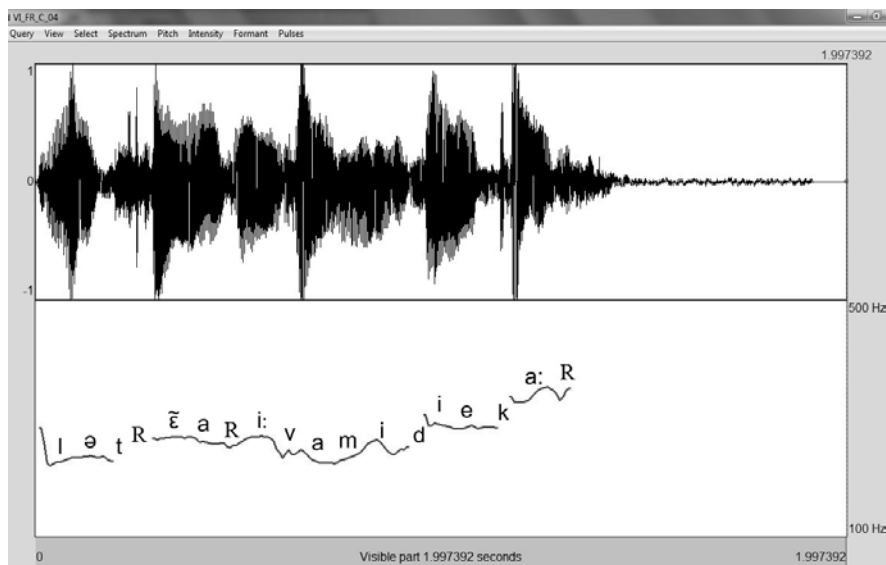 VI_FR_C_04
Query View Select Spectrum Pitch Intensity Formant Pulses
1.997392
1
0
-1
500 Hz
l ə t R ɛ̃ a R i: v a m i d i e k a: R
100 Hz
0 Visible part 1.997392 seconds 1.997392